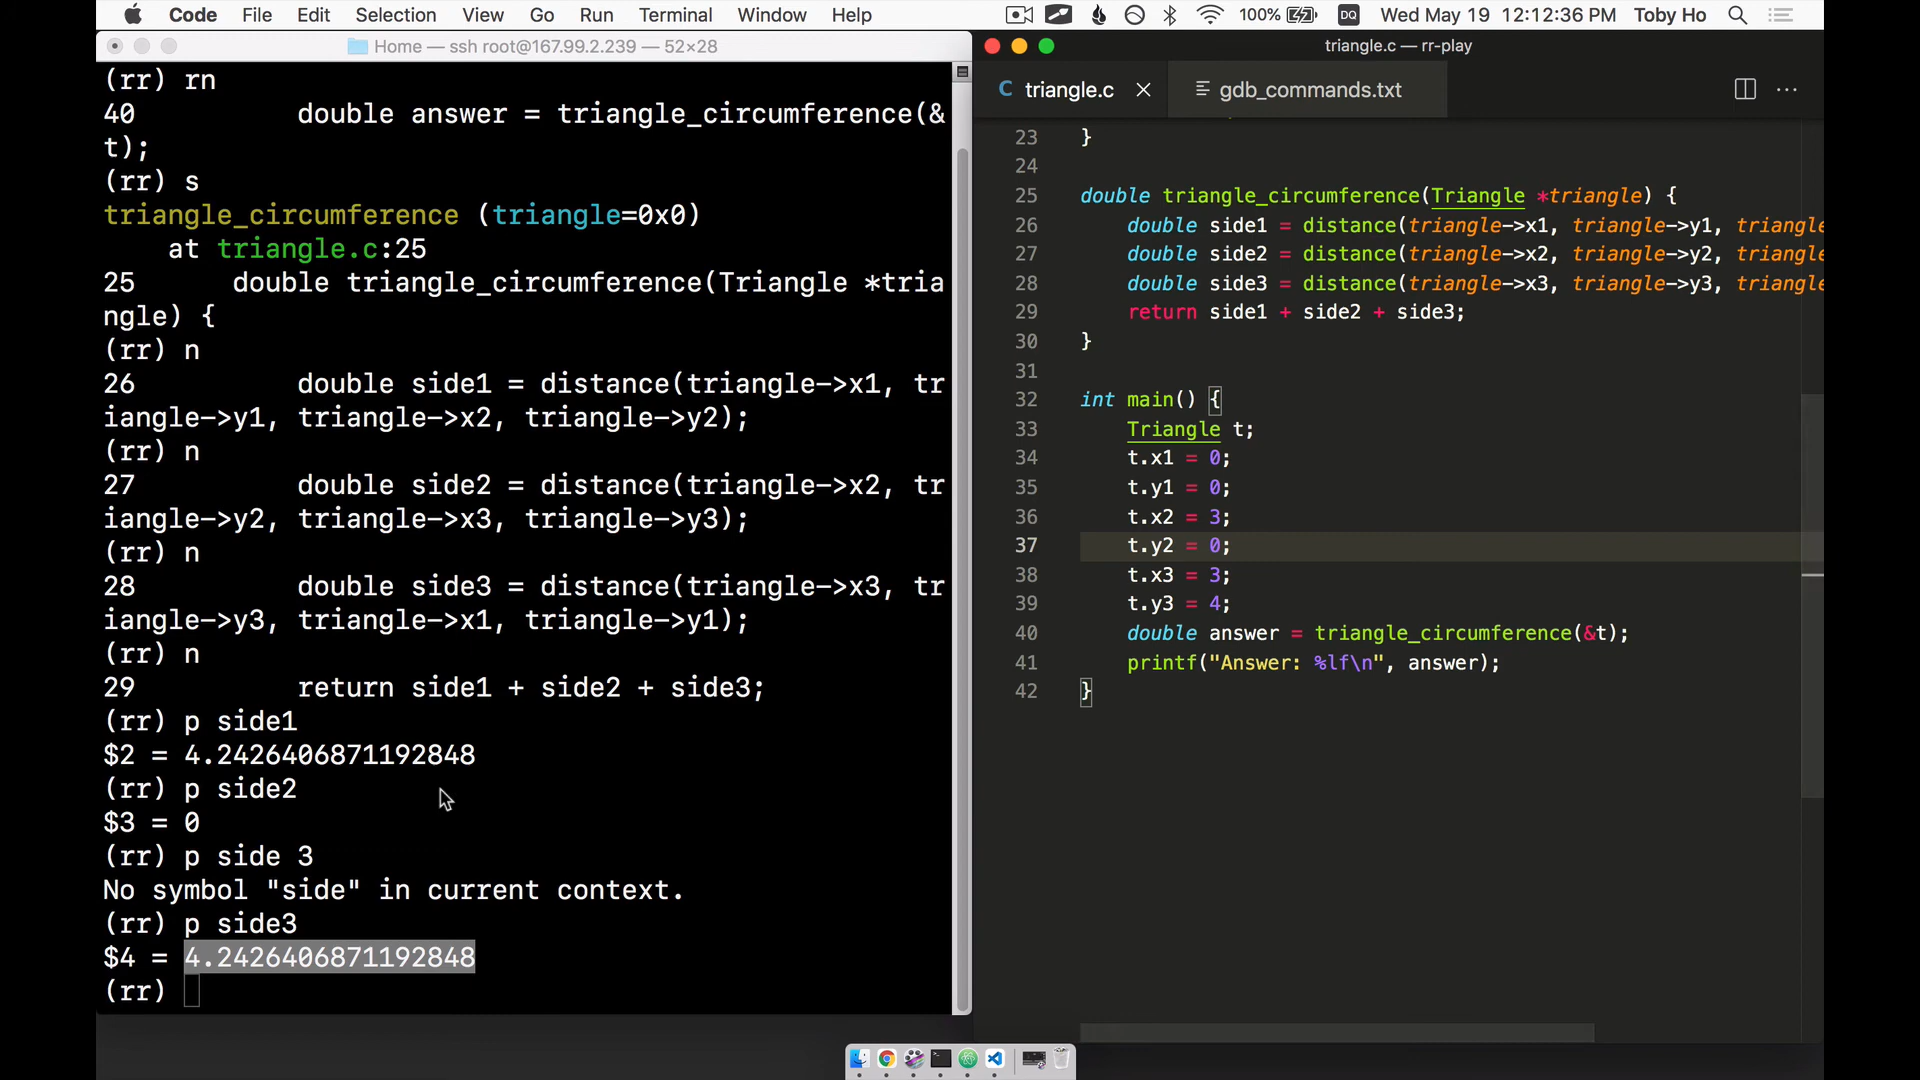 Code File Edit Selection View Go Run Terminal Window Help 100% DQ Wed May 19 12:12:36 PM Toby Ho
Home — ssh root@167.99.2.239 — 52×28
(rr) rn
40 double answer = triangle_circumference(&
t);
(rr) s
triangle_circumference (triangle=0x0)
at triangle.c:25
25 double triangle_circumference(Triangle *tria
ngle) {
(rr) n
26 double side1 = distance(triangle->x1, tr
iangle->y1, triangle->x2, triangle->y2);
(rr) n
27 double side2 = distance(triangle->x2, tr
iangle->y2, triangle->x3, triangle->y3);
(rr) n
28 double side3 = distance(triangle->x3, tr
iangle->y3, triangle->x1, triangle->y1);
(rr) n
29 return side1 + side2 + side3;
(rr) p side1
$2 = 4.2426406871192848
(rr) p side2
$3 = 0
(rr) p side 3
No symbol "side" in current context.
(rr) p side3
$4 = 4.2426406871192848
(rr)
triangle.c — rr-play
C triangle.c gdb_commands.txt
23 }
24
25 double triangle_circumference(Triangle *triangle) {
26 double side1 = distance(triangle->x1, triangle->y1, triangle
27 double side2 = distance(triangle->x2, triangle->y2, triangle
28 double side3 = distance(triangle->x3, triangle->y3, triangle
29 return side1 + side2 + side3;
30 }
31
32 int main() {
33 Triangle t;
34 t.x1 = 0;
35 t.y1 = 0;
36 t.x2 = 3;
37 t.y2 = 0;
38 t.x3 = 3;
39 t.y3 = 4;
40 double answer = triangle_circumference(&t);
41 printf("Answer: %lf\n", answer);
42 }